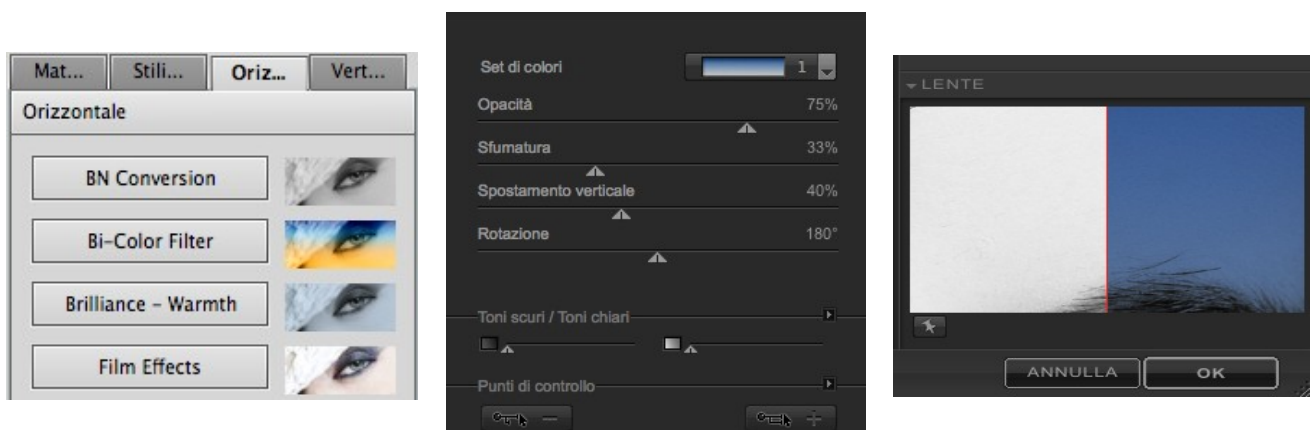 Mat... Stili... Oriz... Vert...
Orizzontale
BN Conversion
Bi-Color Filter
Brilliance - Warmth
Film Effects
Set di colori 1
Opacità 75%
Sfumatura 33%
Spostamento verticale 40%
Rotazione 180°
Toni scuri / Toni chiari
Punti di controllo
LENTE
ANNULLA OK